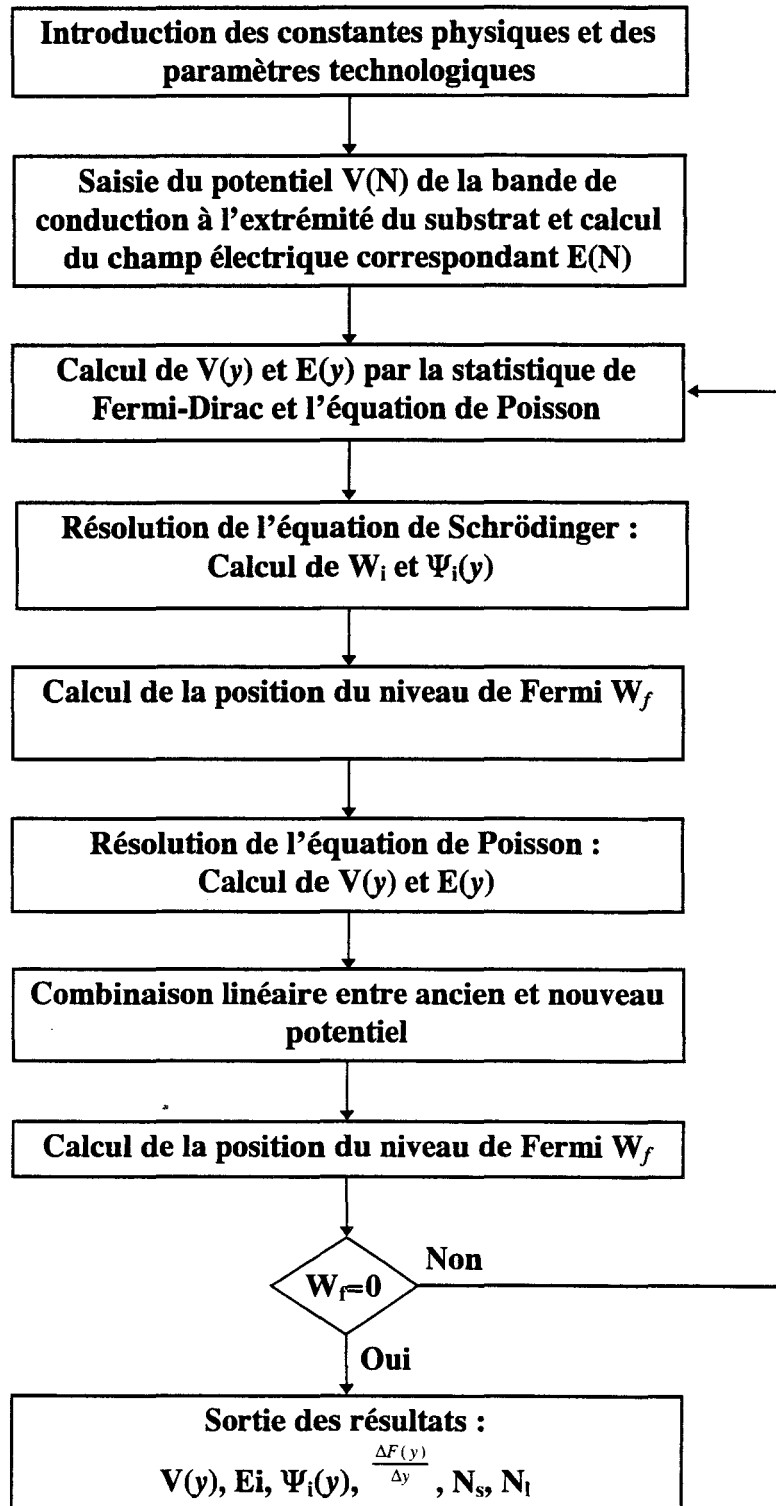 Introduction des constantes physiques et des
paramètres technologiques
Saisie du potentiel V(N) de la bande de
conduction à l'extrémité du substrat et calcul
du champ électrique correspondant E(N)
Calcul de V(y) et E(y) par la statistique de
Fermi-Dirac et l'équation de Poisson
Résolution de l'équation de Schrödinger :
Calcul de Wi et Ψi(y)
Calcul de la position du niveau de Fermi Wf
Résolution de l'équation de Poisson :
Calcul de V(y) et E(y)
Combinaison linéaire entre ancien et nouveau
potentiel
Calcul de la position du niveau de Fermi Wf
Non
Wf=0
Oui
Sortie des résultats :
V(y), Ei, Ψi(y), ΔF(y)/Δy , Ns, Nl